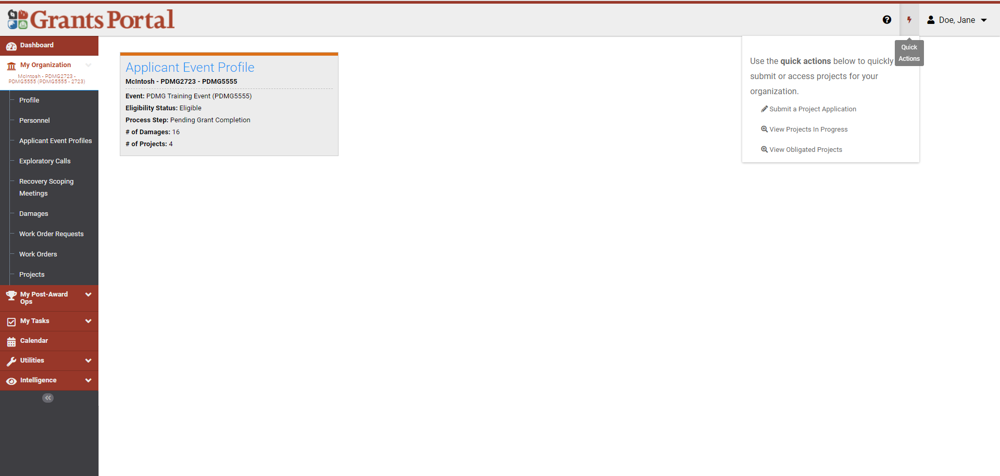 Grants Portal
Doe, Jane
Dashboard
My Organization
McIntosh - PDMG2723 -
PDMG5555 (PDMG5555 - 2723)
Profile
Personnel
Applicant Event Profiles
Exploratory Calls
Recovery Scoping
Meetings
Damages
Work Order Requests
Work Orders
Projects
My Post-Award
Ops
My Tasks
Calendar
Utilities
Intelligence
Applicant Event Profile
McIntosh - PDMG2723 - PDMG5555
Event: PDMG Training Event (PDMG5555)
Eligibility Status: Eligible
Process Step: Pending Grant Completion
# of Damages: 16
# of Projects: 4
Quick
Actions
Use the quick actions below to quickly
submit or access projects for your
organization.
Submit a Project Application
View Projects In Progress
View Obligated Projects